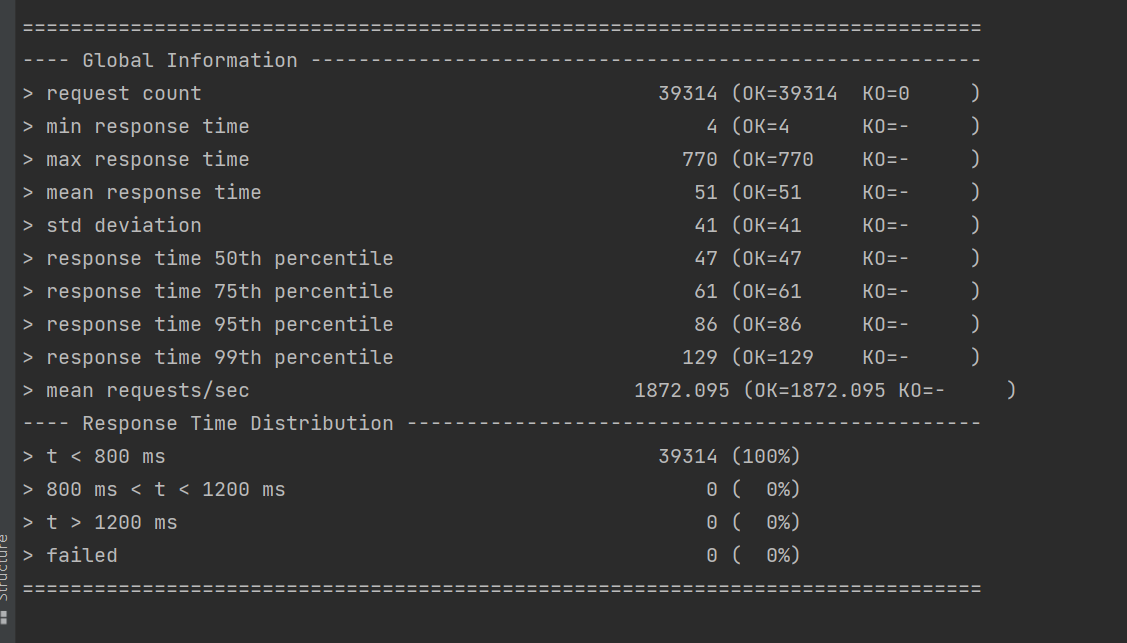 ================================================================================
---- Global Information --------------------------------------------------------
> request count                                      39314 (OK=39314  KO=0     )
> min response time                                      4 (OK=4      KO=-     )
> max response time                                    770 (OK=770    KO=-     )
> mean response time                                    51 (OK=51     KO=-     )
> std deviation                                         41 (OK=41     KO=-     )
> response time 50th percentile                         47 (OK=47     KO=-     )
> response time 75th percentile                         61 (OK=61     KO=-     )
> response time 95th percentile                         86 (OK=86     KO=-     )
> response time 99th percentile                        129 (OK=129    KO=-     )
> mean requests/sec                                1872.095 (OK=1872.095 KO=-     )
---- Response Time Distribution ------------------------------------------------
> t < 800 ms                                         39314 (100%)
> 800 ms < t < 1200 ms                                   0 (  0%)
> t > 1200 ms                                            0 (  0%)
> failed                                                 0 (  0%)
================================================================================
Structure